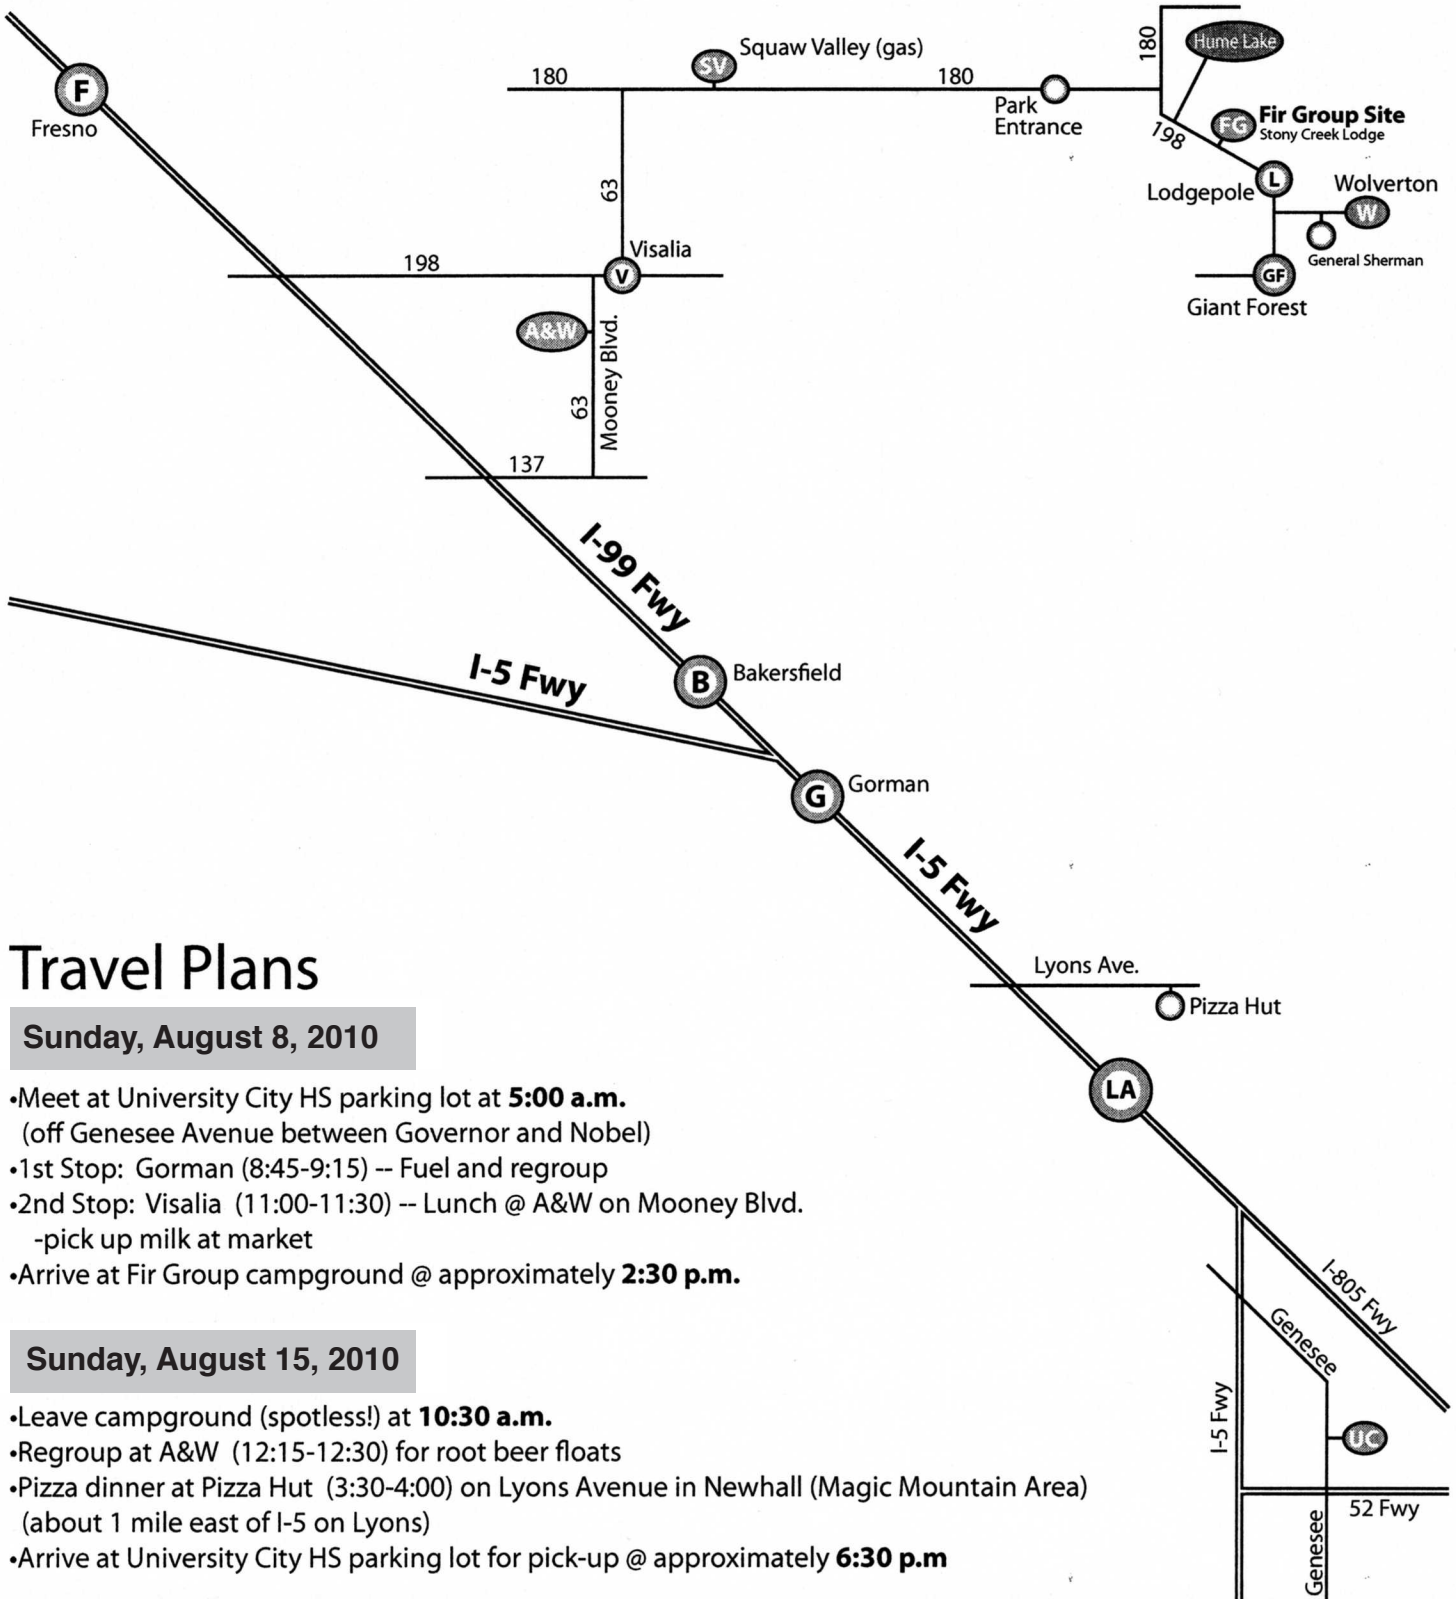 180
Hume Lake
SV
Squaw Valley (gas)
180
180
F
Fresno
Park
Entrance
198
FG
Fir Group Site
Stony Creek Lodge
L
Lodgepole
Wolverton
W
General Sherman
GF
Giant Forest
63
Visalia
198
V
A&W
Mooney Blvd.
63
137
I-99 Fwy
I-5 Fwy
B
Bakersfield
G
Gorman
I-5 Fwy
Lyons Ave.
Pizza Hut
LA
Travel Plans
Sunday, August 8, 2010
•Meet at University City HS parking lot at 5:00 a.m.
(off Genesee Avenue between Governor and Nobel)
•1st Stop: Gorman (8:45-9:15) -- Fuel and regroup
•2nd Stop: Visalia (11:00-11:30) -- Lunch @ A&W on Mooney Blvd.
-pick up milk at market
•Arrive at Fir Group campground @ approximately 2:30 p.m.
Sunday, August 15, 2010
•Leave campground (spotless!) at 10:30 a.m.
•Regroup at A&W (12:15-12:30) for root beer floats
•Pizza dinner at Pizza Hut (3:30-4:00) on Lyons Avenue in Newhall (Magic Mountain Area)
(about 1 mile east of I-5 on Lyons)
•Arrive at University City HS parking lot for pick-up @ approximately 6:30 p.m
I-805 Fwy
Genesee
I-5 Fwy
UC
52 Fwy
Genesee